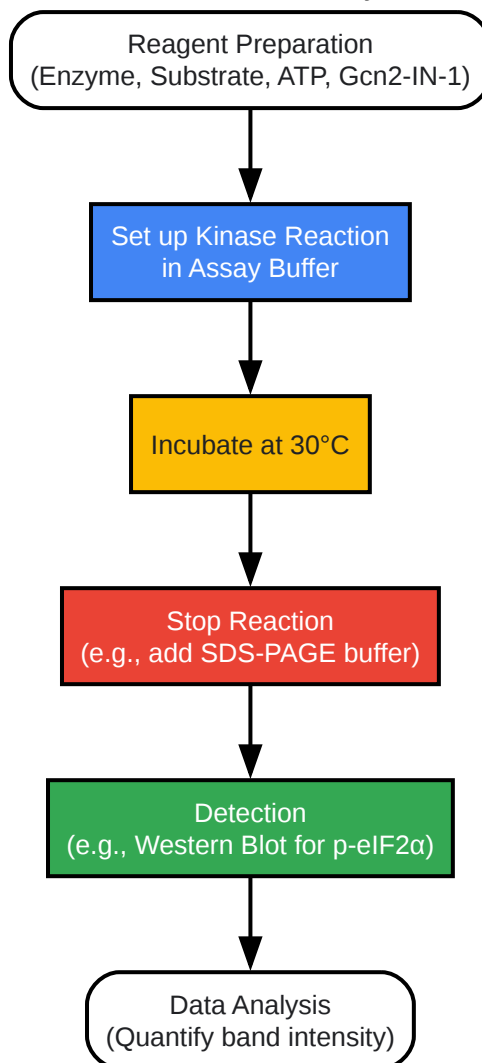 Reagent Preparation
(Enzyme, Substrate, ATP, Gcn2-IN-1)
Set up Kinase Reaction
in Assay Buffer
Incubate at 30°C
Stop Reaction
(e.g., add SDS-PAGE buffer)
Detection
(e.g., Western Blot for p-eIF2α)
Data Analysis
(Quantify band intensity)